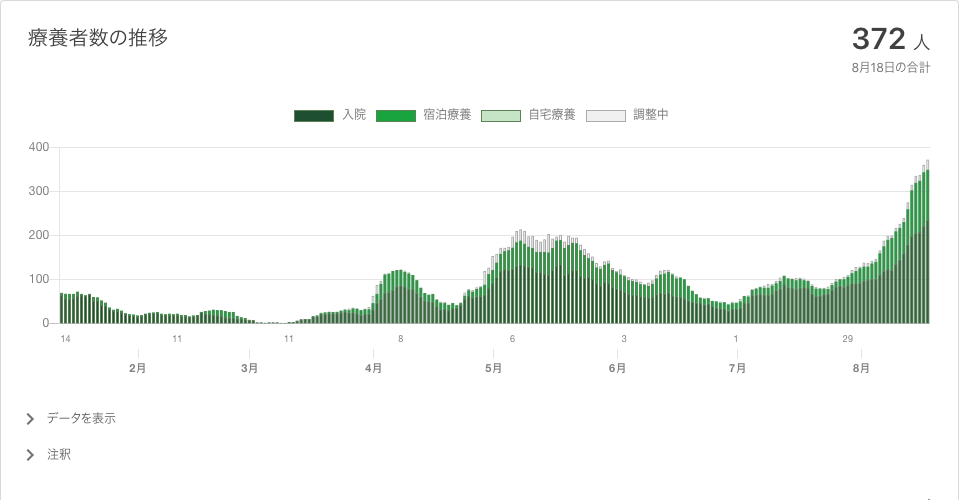 療養者数の推移
372 人
8月18日の合計
入院 宿泊療養 自宅療養 調整中
400
300
200
100
0
14 11 11 8 6 3 1 29
2月 3月 4月 5月 6月 7月 8月
データを表示
注釈